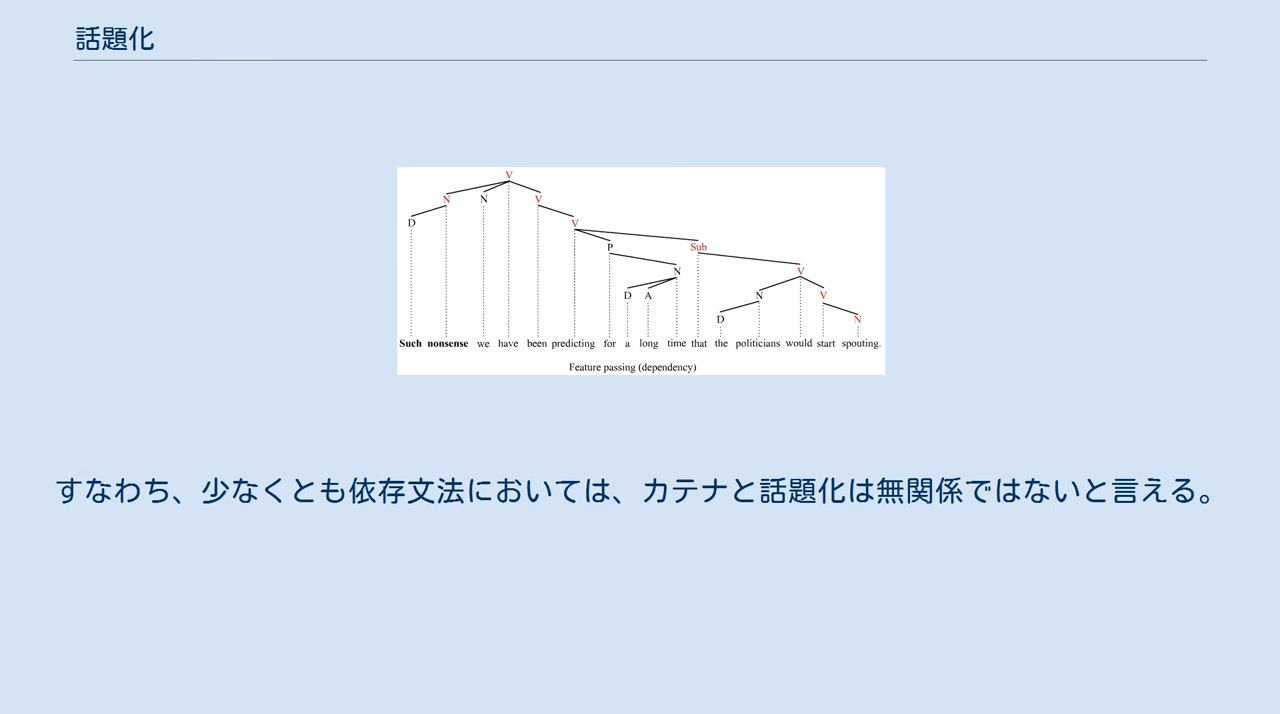 話題化
V
N N V
D V
P Sub
N V
D A N V
D N
Such nonsense we have been predicting for a long time that the politicians would start spouting.
Feature passing (dependency)
すなわち、少なくとも依存文法においては、カテナと話題化は無関係ではないと言える。